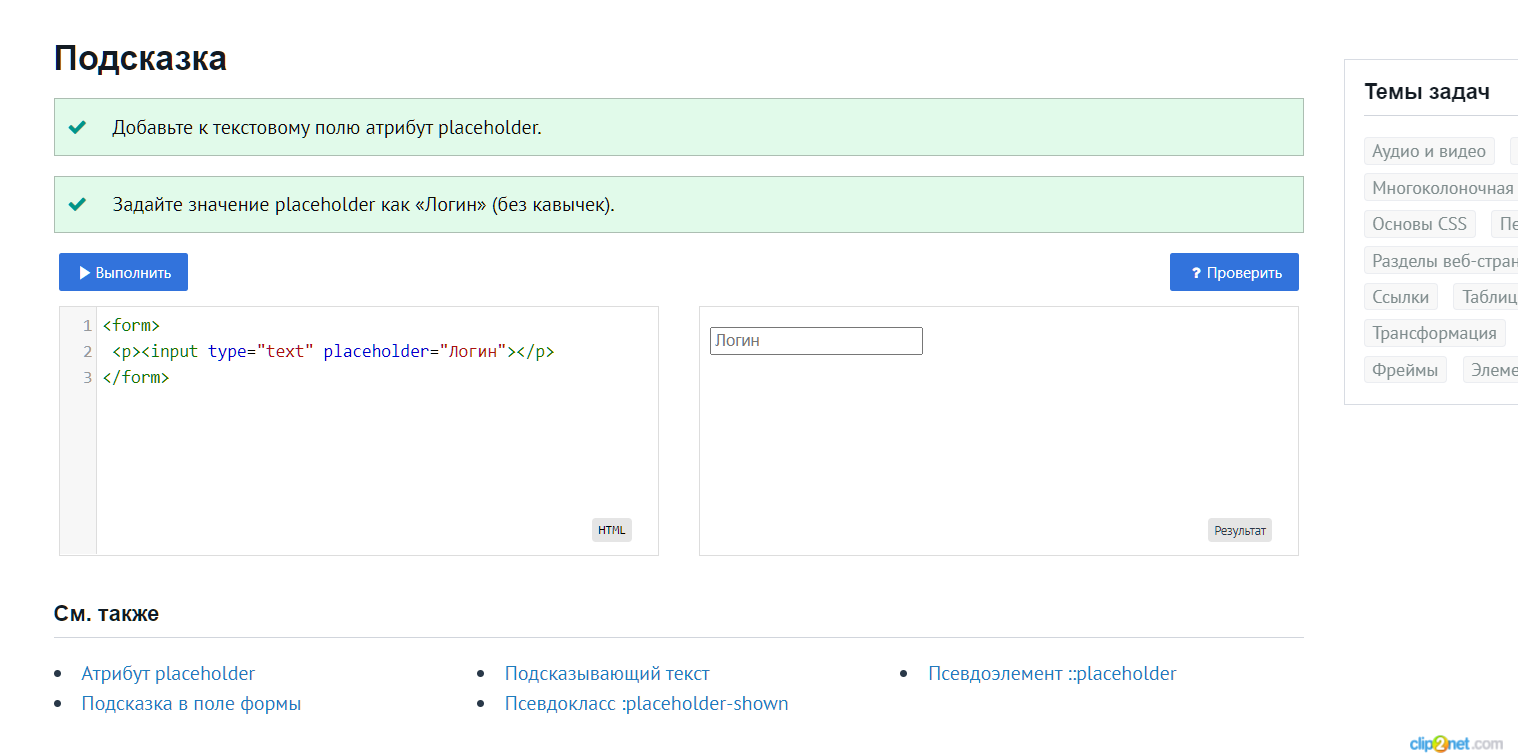 Подсказка
Добавьте к текстовому полю атрибут placeholder.
Задайте значение placeholder как «Логин» (без кавычек).
Выполнить
? Проверить
1 <form>
2 <p><input type="text" placeholder="Логин"></p>
3 </form>
HTML
Логин
Результат
См. также
Атрибут placeholder
Подсказка в поле формы
Подсказывающий текст
Псевдокласс :placeholder-shown
Псевдоэлемент ::placeholder
Темы задач
Аудио и видео
Многоколоночная
Основы CSS Пе
Разделы веб-стран
Ссылки Таблиц
Трансформация
Фреймы Элеме
clip2net.com